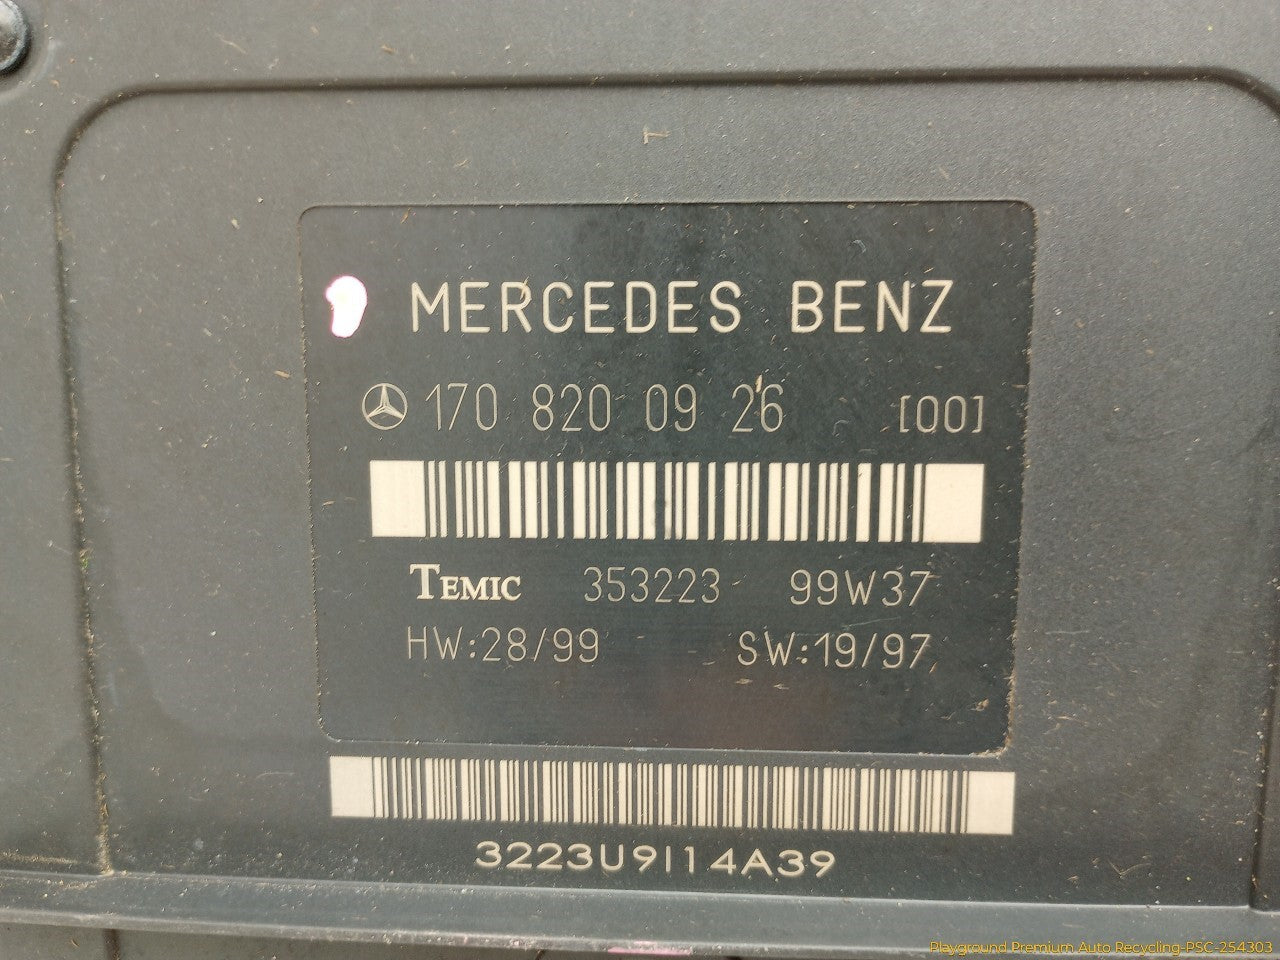 MERCEDES BENZ
170 820 09 26 [00]
TEMIC 353223 99W37
HW:28/99 SW:19/97
3223U9114A39
Playground Premium Auto Recycling-PSC-254303